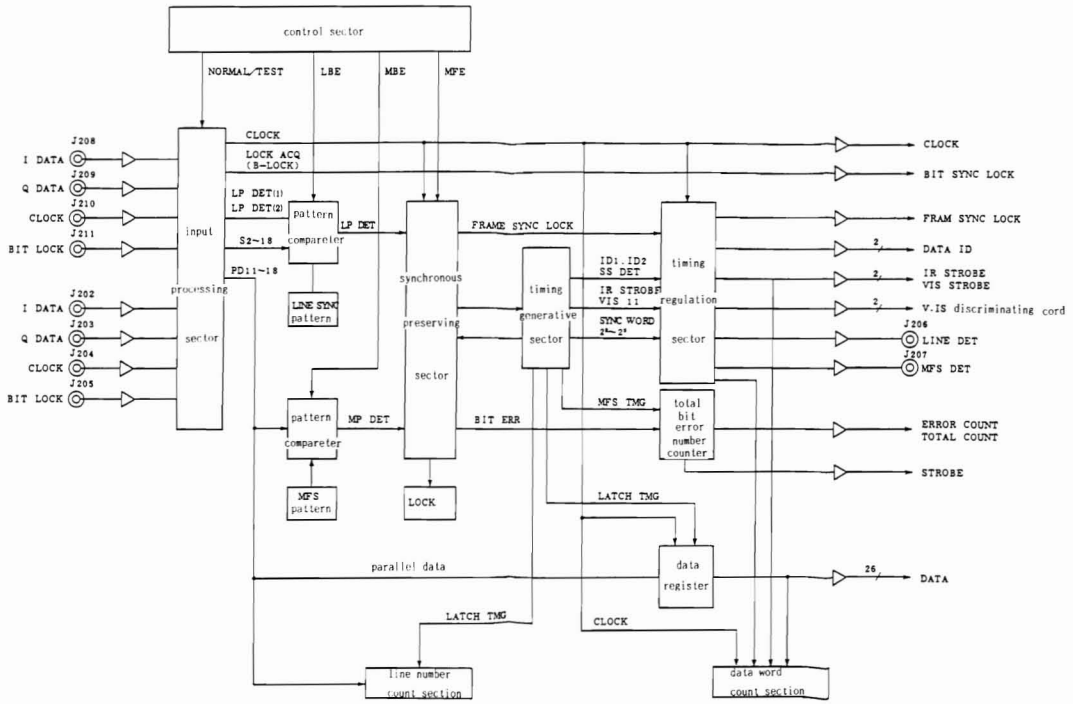 control sector
NORMAL/TEST
LBE
MBE
MFE
J208
I DATA
J209
Q DATA
J210
CLOCK
J211
BIT LOCK
J202
I DATA
J203
Q DATA
J204
CLOCK
J205
BIT LOCK
input
processing
sector
CLOCK
LOCK ACQ
(B-LOCK)
LP DET(1)
LP DET(2)
S2~18
PD11~18
pattern
compareter
LINE SYNC
pattern
LP DET
pattern
compareter
MFS
pattern
MP DET
synchronous
preserving
sector
LOCK
FRAME SYNC LOCK
timing
generative
sector
ID1.ID2
SS DET
IR STROBE
VIS 11
SYNC WORD
MFS TMG
BIT ERR
timing
regulation
sector
total
bit
error
number
counter
LATCH TMG
data
register
parallel data
LATCH TMG
CLOCK
line number
count section
data word
count section
CLOCK
BIT SYNC LOCK
FRAM SYNC LOCK
2
DATA ID
2
IR STROBE
VIS STROBE
2
V.IS discriminating cord
J206
LINE DET
J207
MFS DET
ERROR COUNT
TOTAL COUNT
STROBE
26
DATA